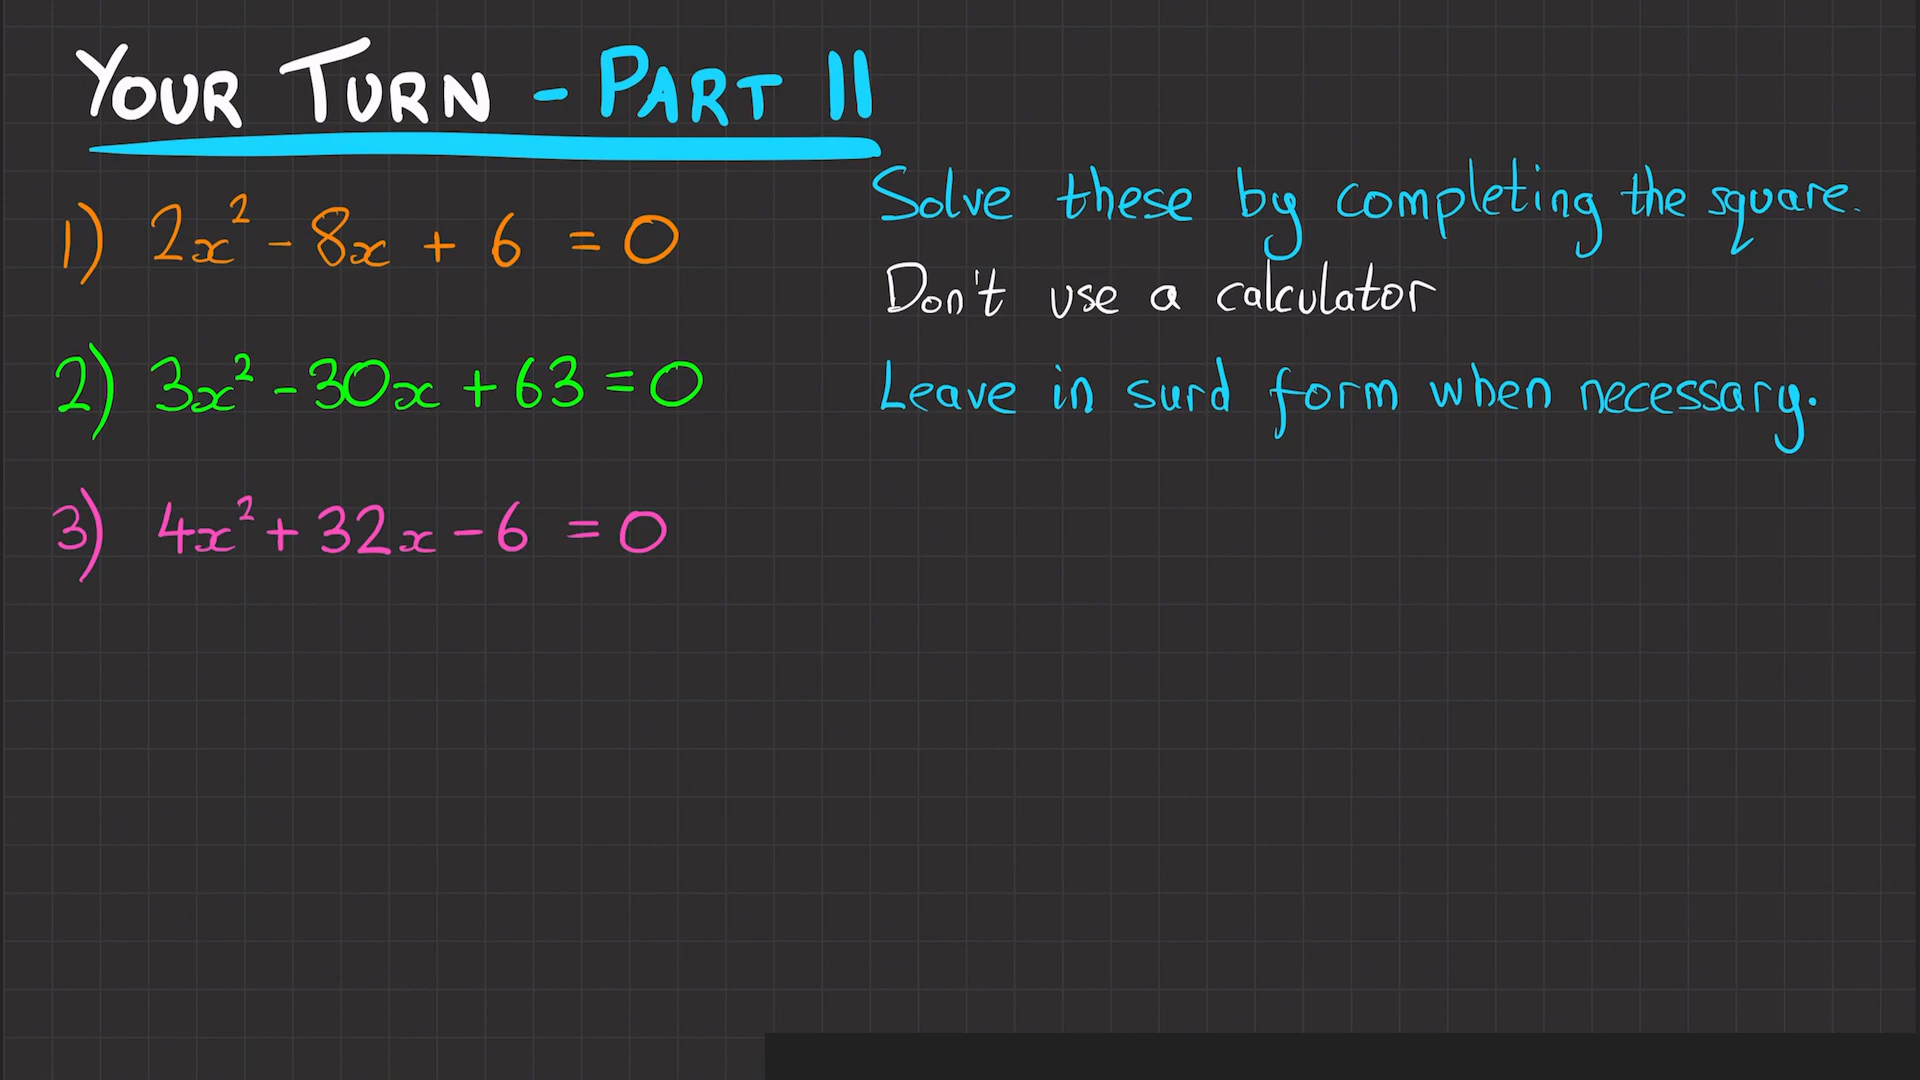 YOUR TURN - PART II
Solve these by completing the square.
1) 2x² - 8x + 6 = 0
Don't use a calculator
2) 3x² - 30x + 63 = 0
Leave in surd form when necessary.
3) 4x² + 32x - 6 = 0